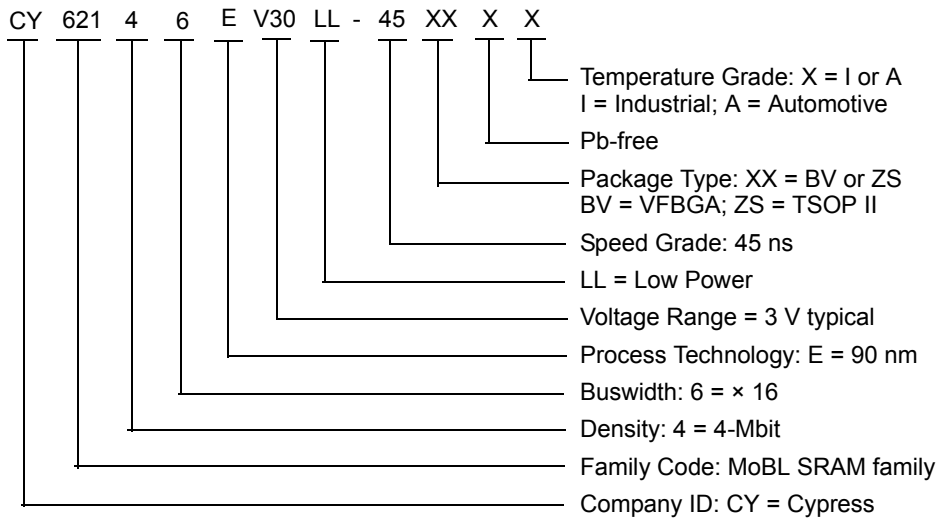 CY 621 4 6 E V30 LL - 45 XX X X
Temperature Grade: X = I or A
I = Industrial; A = Automotive
Pb-free
Package Type: XX = BV or ZS
BV = VFBGA; ZS = TSOP II
Speed Grade: 45 ns
LL = Low Power
Voltage Range = 3 V typical
Process Technology: E = 90 nm
Buswidth: 6 = × 16
Density: 4 = 4-Mbit
Family Code: MoBL SRAM family
Company ID: CY = Cypress